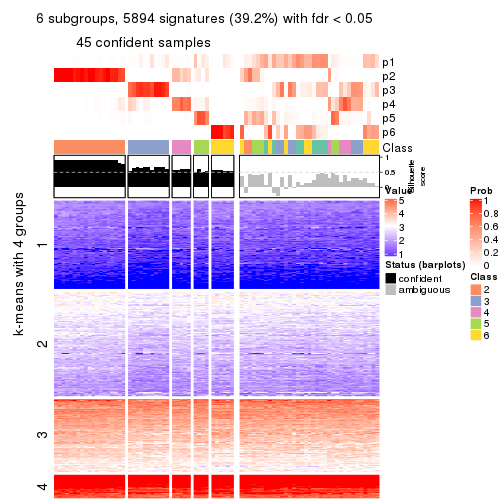 6 subgroups, 5894 signatures (39.2%) with fdr < 0.05
45 confident samples
p1
p2
p3
p4
p5
p6
Class
1
0.5
0
Silhouette
score
k-means with 4 groups
1
2
3
4
Value
5
4
3
2
1
Status (barplots)
confident
ambiguous
Prob
1
0.8
0.6
0.4
0.2
0
Class
2
3
4
5
6